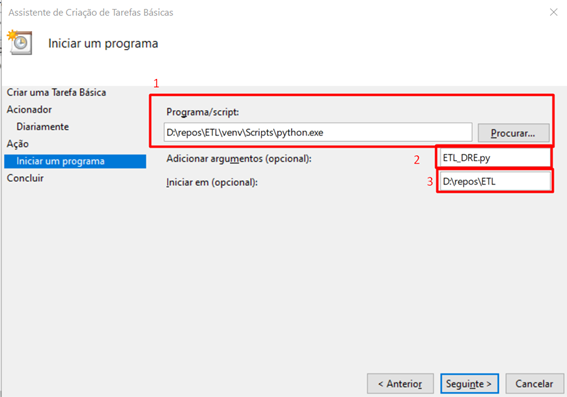 Assistente de Criação de Tarefas Básicas
Iniciar um programa
1
Criar uma Tarefa Básica
Acionador
Diariamente
Ação
Iniciar um programa
Concluir
Programa/script:
D:\repos\ETL\venv\Scripts\python.exe
Procurar...
Adicionar argumentos (opcional):
2
ETL_DRE.py
Iniciar em (opcional):
3
D:\repos\ETL
< Anterior
Seguinte >
Cancelar